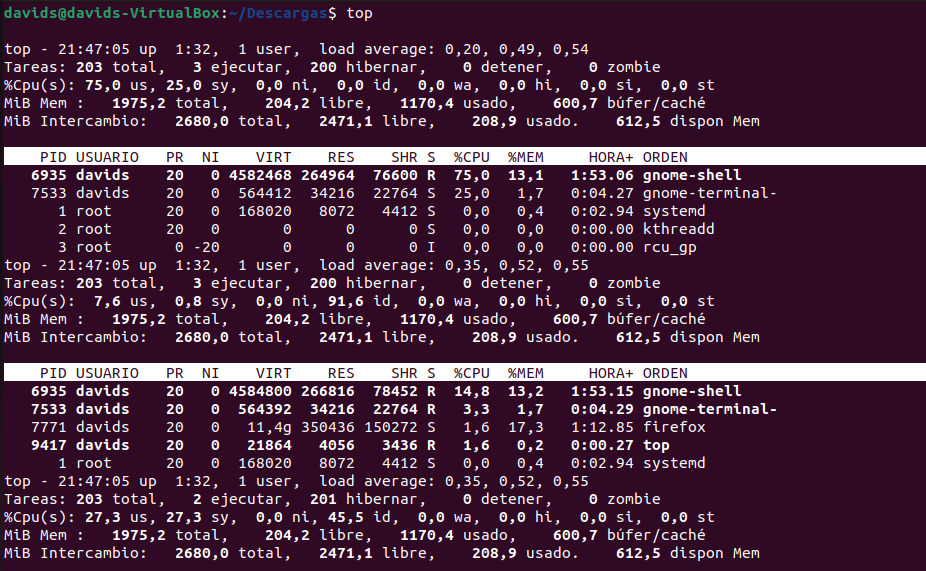 davids@davids-VirtualBox:~/Descargas$ top
top - 21:47:05 up  1:32,  1 user,  load average: 0,20, 0,49, 0,54
Tareas: 203 total,   3 ejecutar, 200 hibernar,    0 detener,    0 zombie
%Cpu(s): 75,0 us, 25,0 sy,  0,0 ni,  0,0 id,  0,0 wa,  0,0 hi,  0,0 si,  0,0 st
MiB Mem :   1975,2 total,    204,2 libre,   1170,4 usado,    600,7 búfer/caché
MiB Intercambio:   2680,0 total,   2471,1 libre,    208,9 usado.    612,5 dispon Mem
PID USUARIO   PR  NI    VIRT    RES    SHR S  %CPU  %MEM     HORA+ ORDEN
6935 davids    20   0 4582468 264964  76600 R  75,0  13,1   1:53.06 gnome-shell
7533 davids    20   0  564412  34216  22764 S  25,0   1,7   0:04.27 gnome-terminal-
1 root      20   0  168020   8072   4412 S   0,0   0,4   0:02.94 systemd
2 root      20   0       0      0      0 S   0,0   0,0   0:00.00 kthreadd
3 root       0 -20       0      0      0 I   0,0   0,0   0:00.00 rcu_gp
top - 21:47:05 up  1:32,  1 user,  load average: 0,35, 0,52, 0,55
Tareas: 203 total,   3 ejecutar, 200 hibernar,    0 detener,    0 zombie
%Cpu(s):  7,6 us,  0,8 sy,  0,0 ni, 91,6 id,  0,0 wa,  0,0 hi,  0,0 si,  0,0 st
MiB Mem :   1975,2 total,    204,2 libre,   1170,4 usado,    600,7 búfer/caché
MiB Intercambio:   2680,0 total,   2471,1 libre,    208,9 usado.    612,5 dispon Mem
PID USUARIO   PR  NI    VIRT    RES    SHR S  %CPU  %MEM     HORA+ ORDEN
6935 davids    20   0 4584800 266816  78452 R  14,8  13,2   1:53.15 gnome-shell
7533 davids    20   0  564392  34216  22764 R   3,3   1,7   0:04.29 gnome-terminal-
7771 davids    20   0   11,4g 350436 150272 S   1,6  17,3   1:12.85 firefox
9417 davids    20   0   21864   4056   3436 R   1,6   0,2   0:00.27 top
1 root      20   0  168020   8072   4412 S   0,0   0,4   0:02.94 systemd
top - 21:47:05 up  1:32,  1 user,  load average: 0,35, 0,52, 0,55
Tareas: 203 total,   2 ejecutar, 201 hibernar,    0 detener,    0 zombie
%Cpu(s): 27,3 us, 27,3 sy,  0,0 ni, 45,5 id,  0,0 wa,  0,0 hi,  0,0 si,  0,0 st
MiB Mem :   1975,2 total,    204,2 libre,   1170,4 usado,    600,7 búfer/caché
MiB Intercambio:   2680,0 total,   2471,1 libre,    208,9 usado.    612,5 dispon Mem